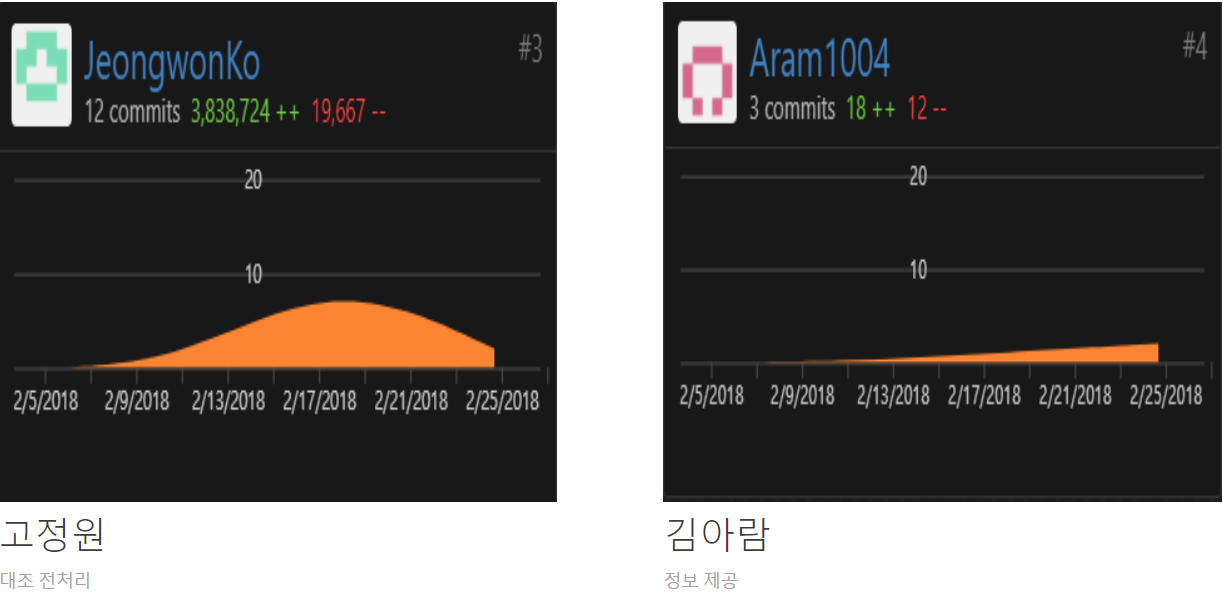 JeongwonKo #3
12 commits 3,838,724 ++ 19,667 --
20
10
2/5/2018 2/9/2018 2/13/2018 2/17/2018 2/21/2018 2/25/2018
고정원
대조 전처리
Aram1004 #4
3 commits 18 ++ 12 --
20
10
2/5/2018 2/9/2018 2/13/2018 2/17/2018 2/21/2018 2/25/2018
김아람
정보 제공